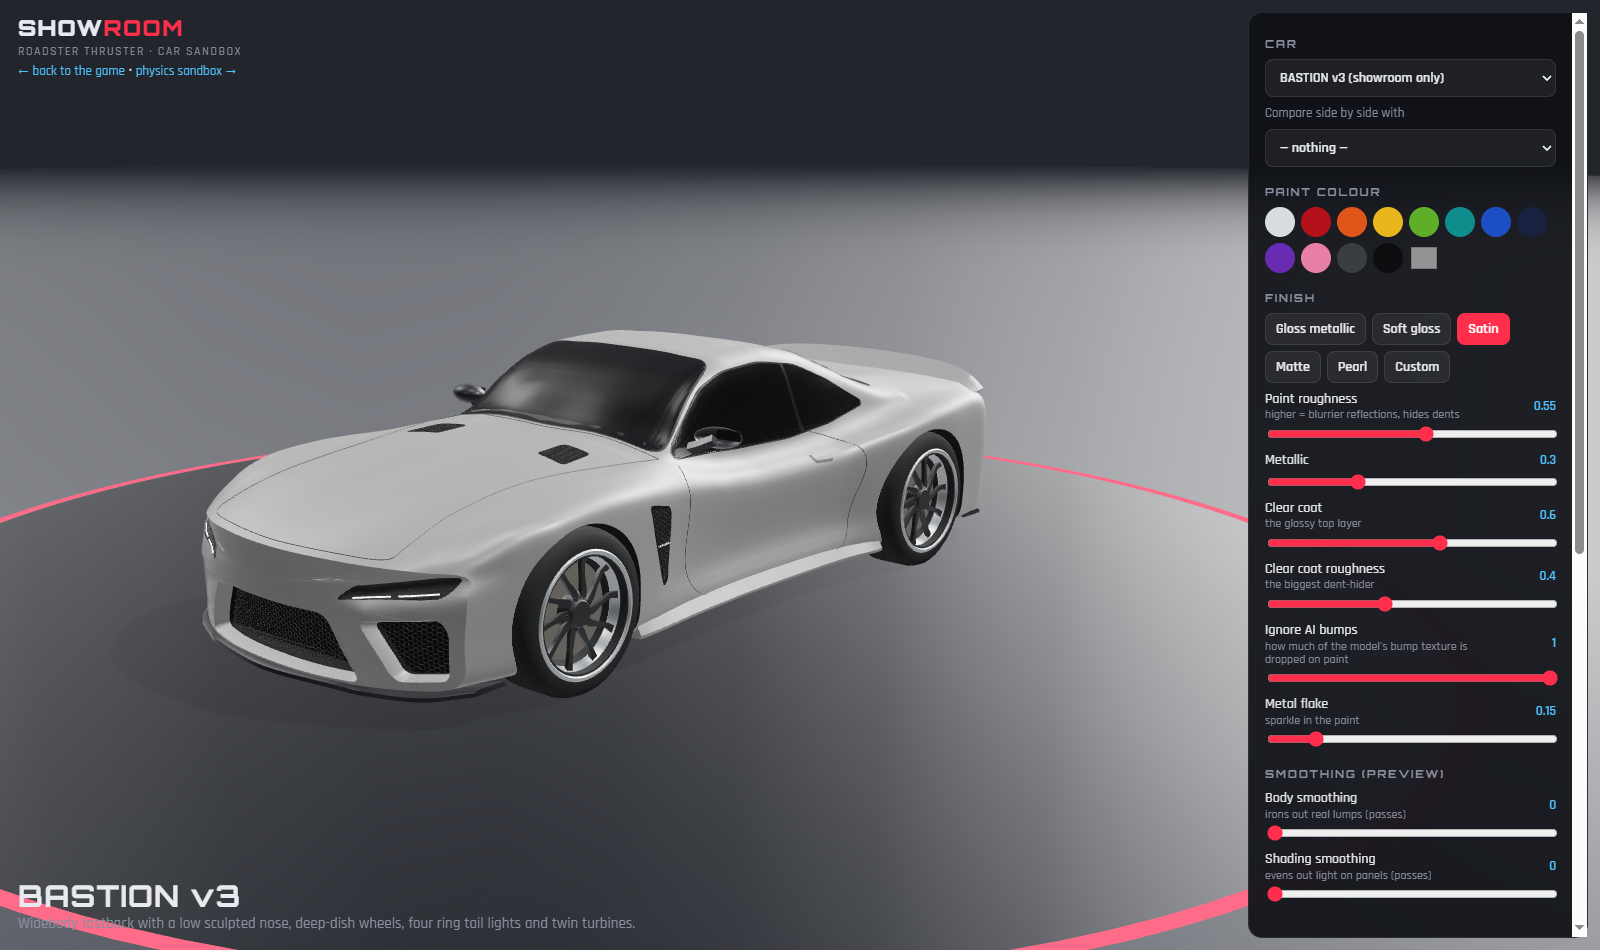 SHOWROOM
ROADSTER THRUSTER · CAR SANDBOX
← back to the game • physics sandbox →
CAR
BASTION v3 (showroom only)
Compare side by side with
— nothing —
PAINT COLOUR
FINISH
Gloss metallic
Soft gloss
Satin
Matte
Pearl
Custom
Paint roughness
higher = blurrier reflections, hides dents
0.55
Metallic
0.3
Clear coat
the glossy top layer
0.6
Clear coat roughness
the biggest dent-hider
0.4
Ignore AI bumps
how much of the model's bump texture is
dropped on paint
1
Metal flake
sparkle in the paint
0.15
SMOOTHING (PREVIEW)
Body smoothing
irons out real lumps (passes)
0
Shading smoothing
evens out light on panels (passes)
0
BASTION v3
Widebody fastback with a low sculpted nose, deep-dish wheels, four ring tail lights and twin turbines.